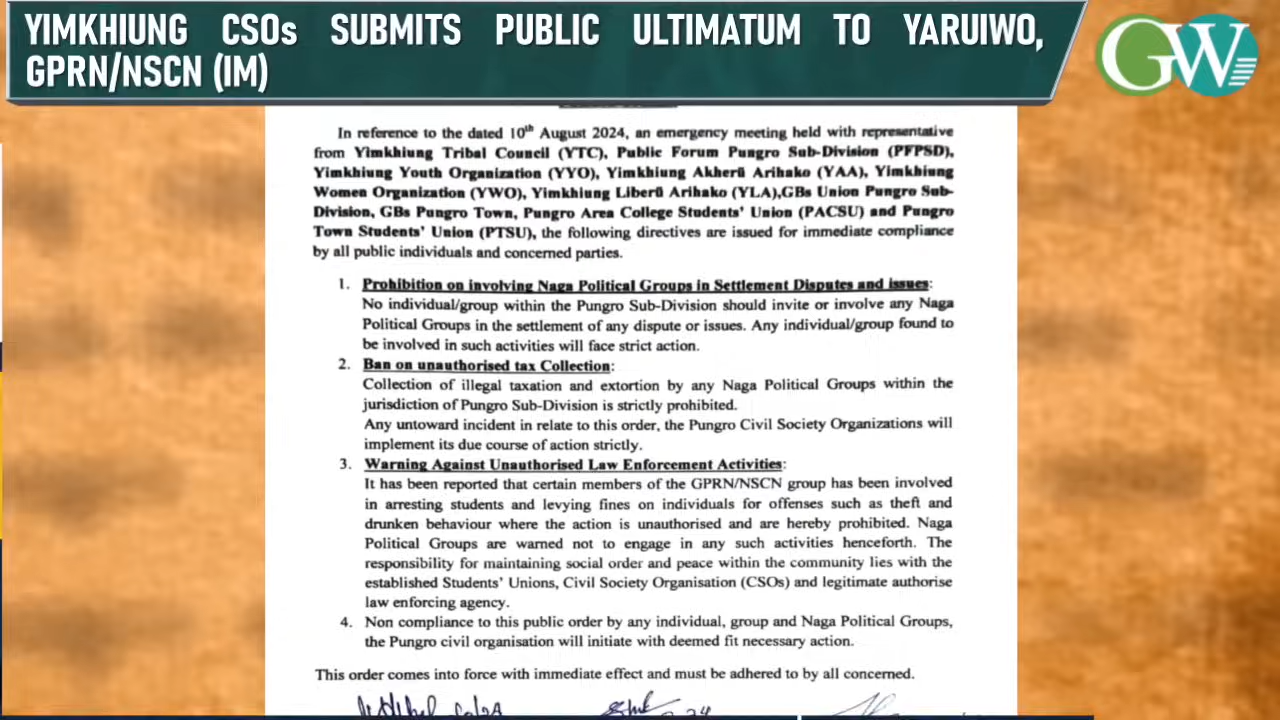 YIMKHIUNG CSOs SUBMITS PUBLIC ULTIMATUM TO YARUIWO,
GPRN/NSCN (IM)
GW
In reference to the dated 10th August 2024, an emergency meeting held with representative
from Yimkhiung Tribal Council (YTC), Public Forum Pungro Sub-Division (PFPSD),
Yimkhiung Youth Organization (YYO), Yimkhiung Akherü Arihako (YAA), Yimkhiung
Women Organization (YWO), Yimkhiung Liberü Arihako (YLA),GBs Union Pungro Sub-
Division, GBs Pungro Town, Pungro Area College Students' Union (PACSU) and Pungro
Town Students' Union (PTSU), the following directives are issued for immediate compliance
by all public individuals and concerned parties.
1. Prohibition on involving Naga Political Groups in Settlement Disputes and issues:
No individual/group within the Pungro Sub-Division should invite or involve any Naga
Political Groups in the settlement of any dispute or issues. Any individual/group found to
be involved in such activities will face strict action.
2. Ban on unauthorised tax Collection:
Collection of illegal taxation and extortion by any Naga Political Groups within the
jurisdiction of Pungro Sub-Division is strictly prohibited.
Any untoward incident in relate to this order, the Pungro Civil Society Organizations will
implement its due course of action strictly.
3. Warning Against Unauthorised Law Enforcement Activities:
It has been reported that certain members of the GPRN/NSCN group has been involved
in arresting students and levying fines on individuals for offenses such as theft and
drunken behaviour where the action is unauthorised and are hereby prohibited. Naga
Political Groups are warned not to engage in any such activities henceforth. The
responsibility for maintaining social order and peace within the community lies with the
established Students' Unions, Civil Society Organisation (CSOs) and legitimate authorise
law enforcing agency.
4. Non compliance to this public order by any individual, group and Naga Political Groups,
the Pungro civil organisation will initiate with deemed fit necessary action.
This order comes into force with immediate effect and must be adhered to by all concerned.